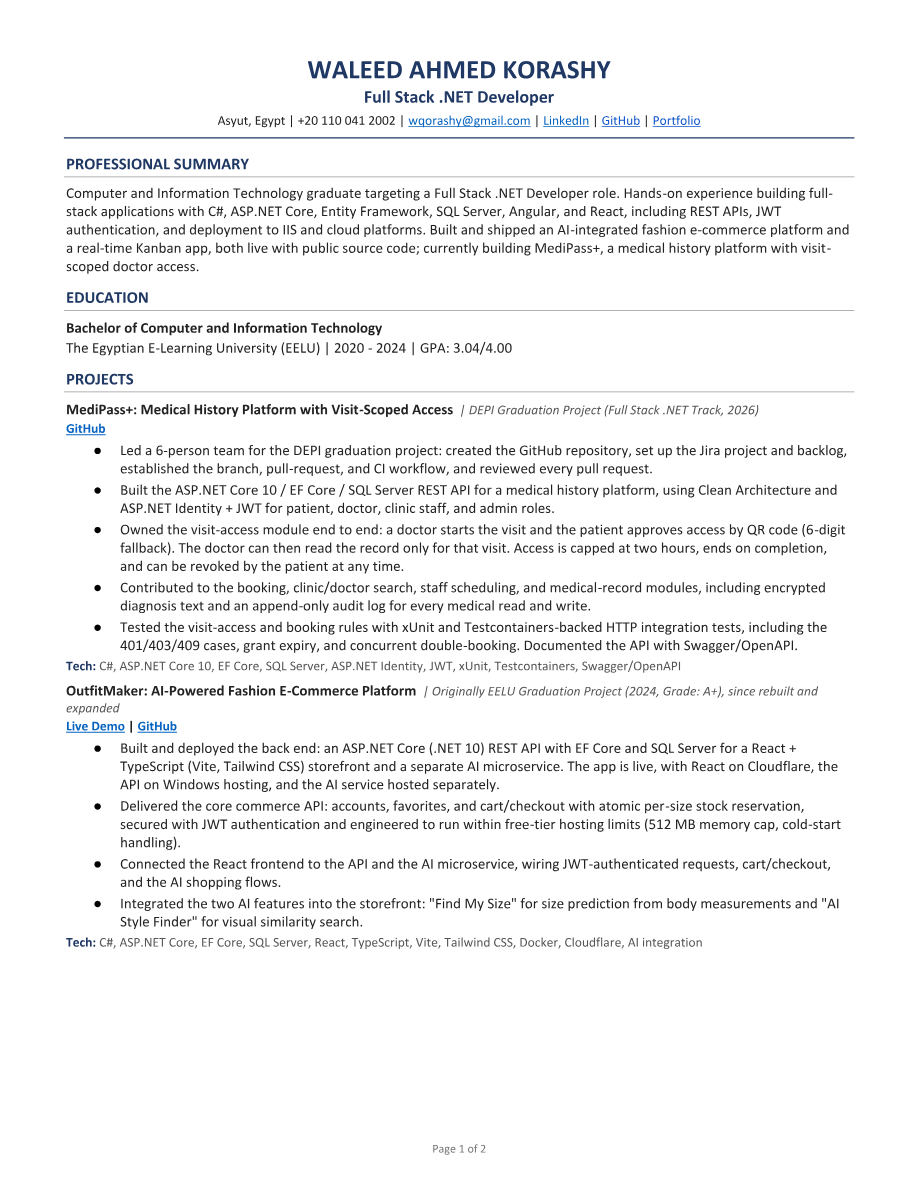 WALEED AHMED KORASHY
Full Stack .NET Developer
Asyut, Egypt | +20 110 041 2002 | wqorashy@gmail.com | LinkedIn | GitHub | Portfolio
PROFESSIONAL SUMMARY
Computer and Information Technology graduate targeting a Full Stack .NET Developer role. Hands-on experience building full-
stack applications with C#, ASP.NET Core, Entity Framework, SQL Server, Angular, and React, including REST APIs, JWT
authentication, and deployment to IIS and cloud platforms. Built and shipped an AI-integrated fashion e-commerce platform and
a real-time Kanban app, both live with public source code; currently building MediPass+, a medical history platform with visit-
scoped doctor access.
EDUCATION
Bachelor of Computer and Information Technology
The Egyptian E-Learning University (EELU) | 2020 - 2024 | GPA: 3.04/4.00
PROJECTS
MediPass+: Medical History Platform with Visit-Scoped Access | DEPI Graduation Project (Full Stack .NET Track, 2026)
GitHub
● Led a 6-person team for the DEPI graduation project: created the GitHub repository, set up the Jira project and backlog,
established the branch, pull-request, and CI workflow, and reviewed every pull request.
● Built the ASP.NET Core 10 / EF Core / SQL Server REST API for a medical history platform, using Clean Architecture and
ASP.NET Identity + JWT for patient, doctor, clinic staff, and admin roles.
● Owned the visit-access module end to end: a doctor starts the visit and the patient approves access by QR code (6-digit
fallback). The doctor can then read the record only for that visit. Access is capped at two hours, ends on completion,
and can be revoked by the patient at any time.
● Contributed to the booking, clinic/doctor search, staff scheduling, and medical-record modules, including encrypted
diagnosis text and an append-only audit log for every medical read and write.
● Tested the visit-access and booking rules with xUnit and Testcontainers-backed HTTP integration tests, including the
401/403/409 cases, grant expiry, and concurrent double-booking. Documented the API with Swagger/OpenAPI.
Tech: C#, ASP.NET Core 10, EF Core, SQL Server, ASP.NET Identity, JWT, xUnit, Testcontainers, Swagger/OpenAPI
OutfitMaker: AI-Powered Fashion E-Commerce Platform | Originally EELU Graduation Project (2024, Grade: A+), since rebuilt and
expanded
Live Demo | GitHub
● Built and deployed the back end: an ASP.NET Core (.NET 10) REST API with EF Core and SQL Server for a React +
TypeScript (Vite, Tailwind CSS) storefront and a separate AI microservice. The app is live, with React on Cloudflare, the
API on Windows hosting, and the AI service hosted separately.
● Delivered the core commerce API: accounts, favorites, and cart/checkout with atomic per-size stock reservation,
secured with JWT authentication and engineered to run within free-tier hosting limits (512 MB memory cap, cold-start
handling).
● Connected the React frontend to the API and the AI microservice, wiring JWT-authenticated requests, cart/checkout,
and the AI shopping flows.
● Integrated the two AI features into the storefront: "Find My Size" for size prediction from body measurements and "AI
Style Finder" for visual similarity search.
Tech: C#, ASP.NET Core, EF Core, SQL Server, React, TypeScript, Vite, Tailwind CSS, Docker, Cloudflare, AI integration
Page 1 of 2